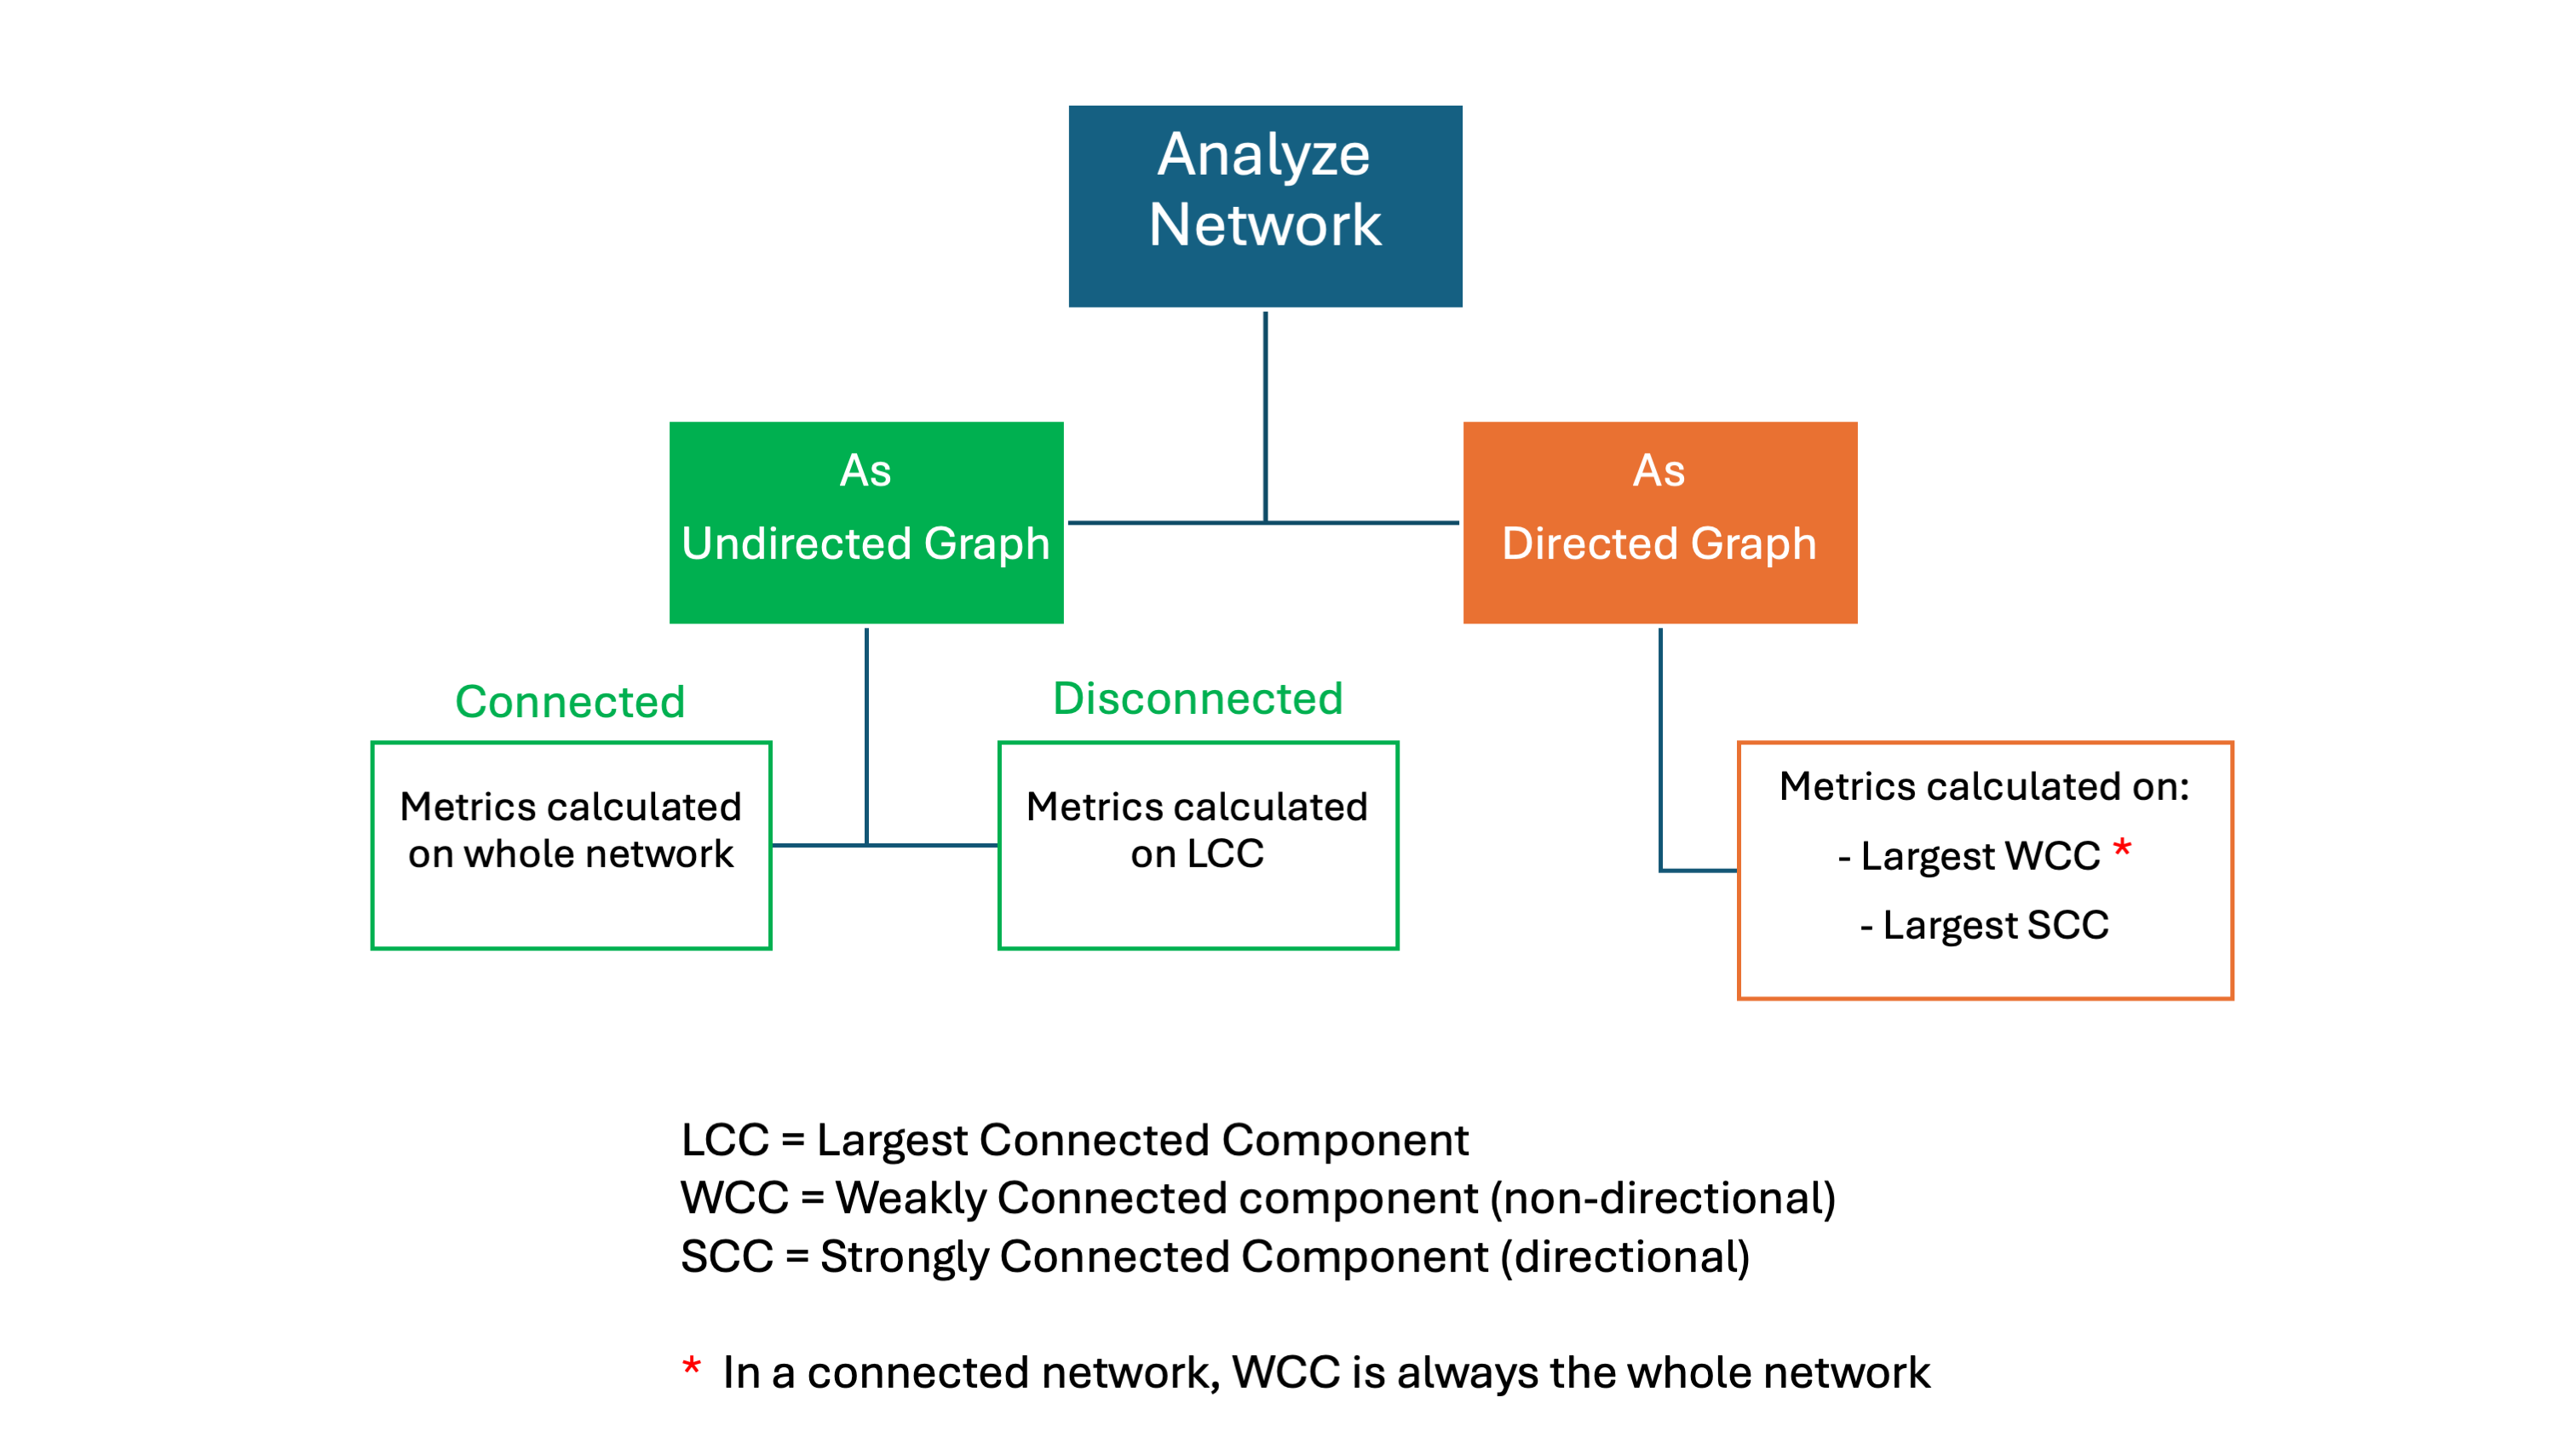 Analyze
Network
As
Undirected Graph
As
Directed Graph
Connected
Disconnected
Metrics calculated
on whole network
Metrics calculated
on LCC
Metrics calculated on:
- Largest WCC *
- Largest SCC
LCC = Largest Connected Component
WCC = Weakly Connected component (non-directional)
SCC = Strongly Connected Component (directional)
* In a connected network, WCC is always the whole network